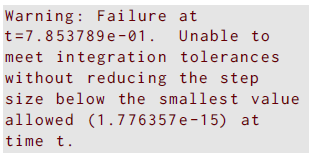 Warning: Failure at
t=7.853789e-01.  Unable to
meet integration tolerances
without reducing the step
size below the smallest value
allowed (1.776357e-15) at
time t.